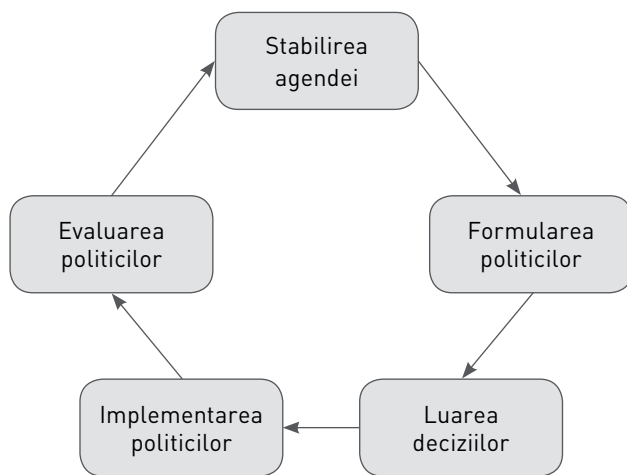 Stabilirea
agendei
Formularea
politicilor
Luarea
deciziilor
Implementarea
politicilor
Evaluarea
politicilor